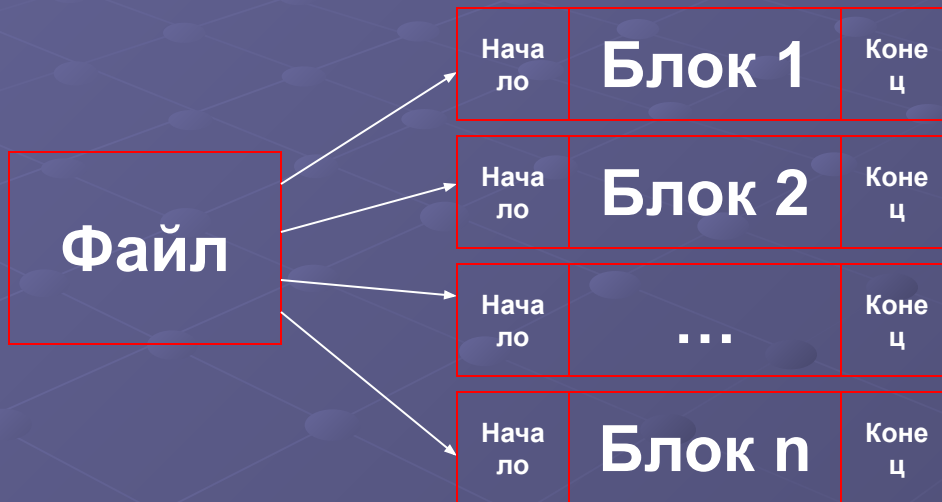 Нача
ло
Блок 1
Коне
ц
Файл
Нача
ло
Блок 2
Коне
ц
Нача
ло
...
Коне
ц
Нача
ло
Блок n
Коне
ц